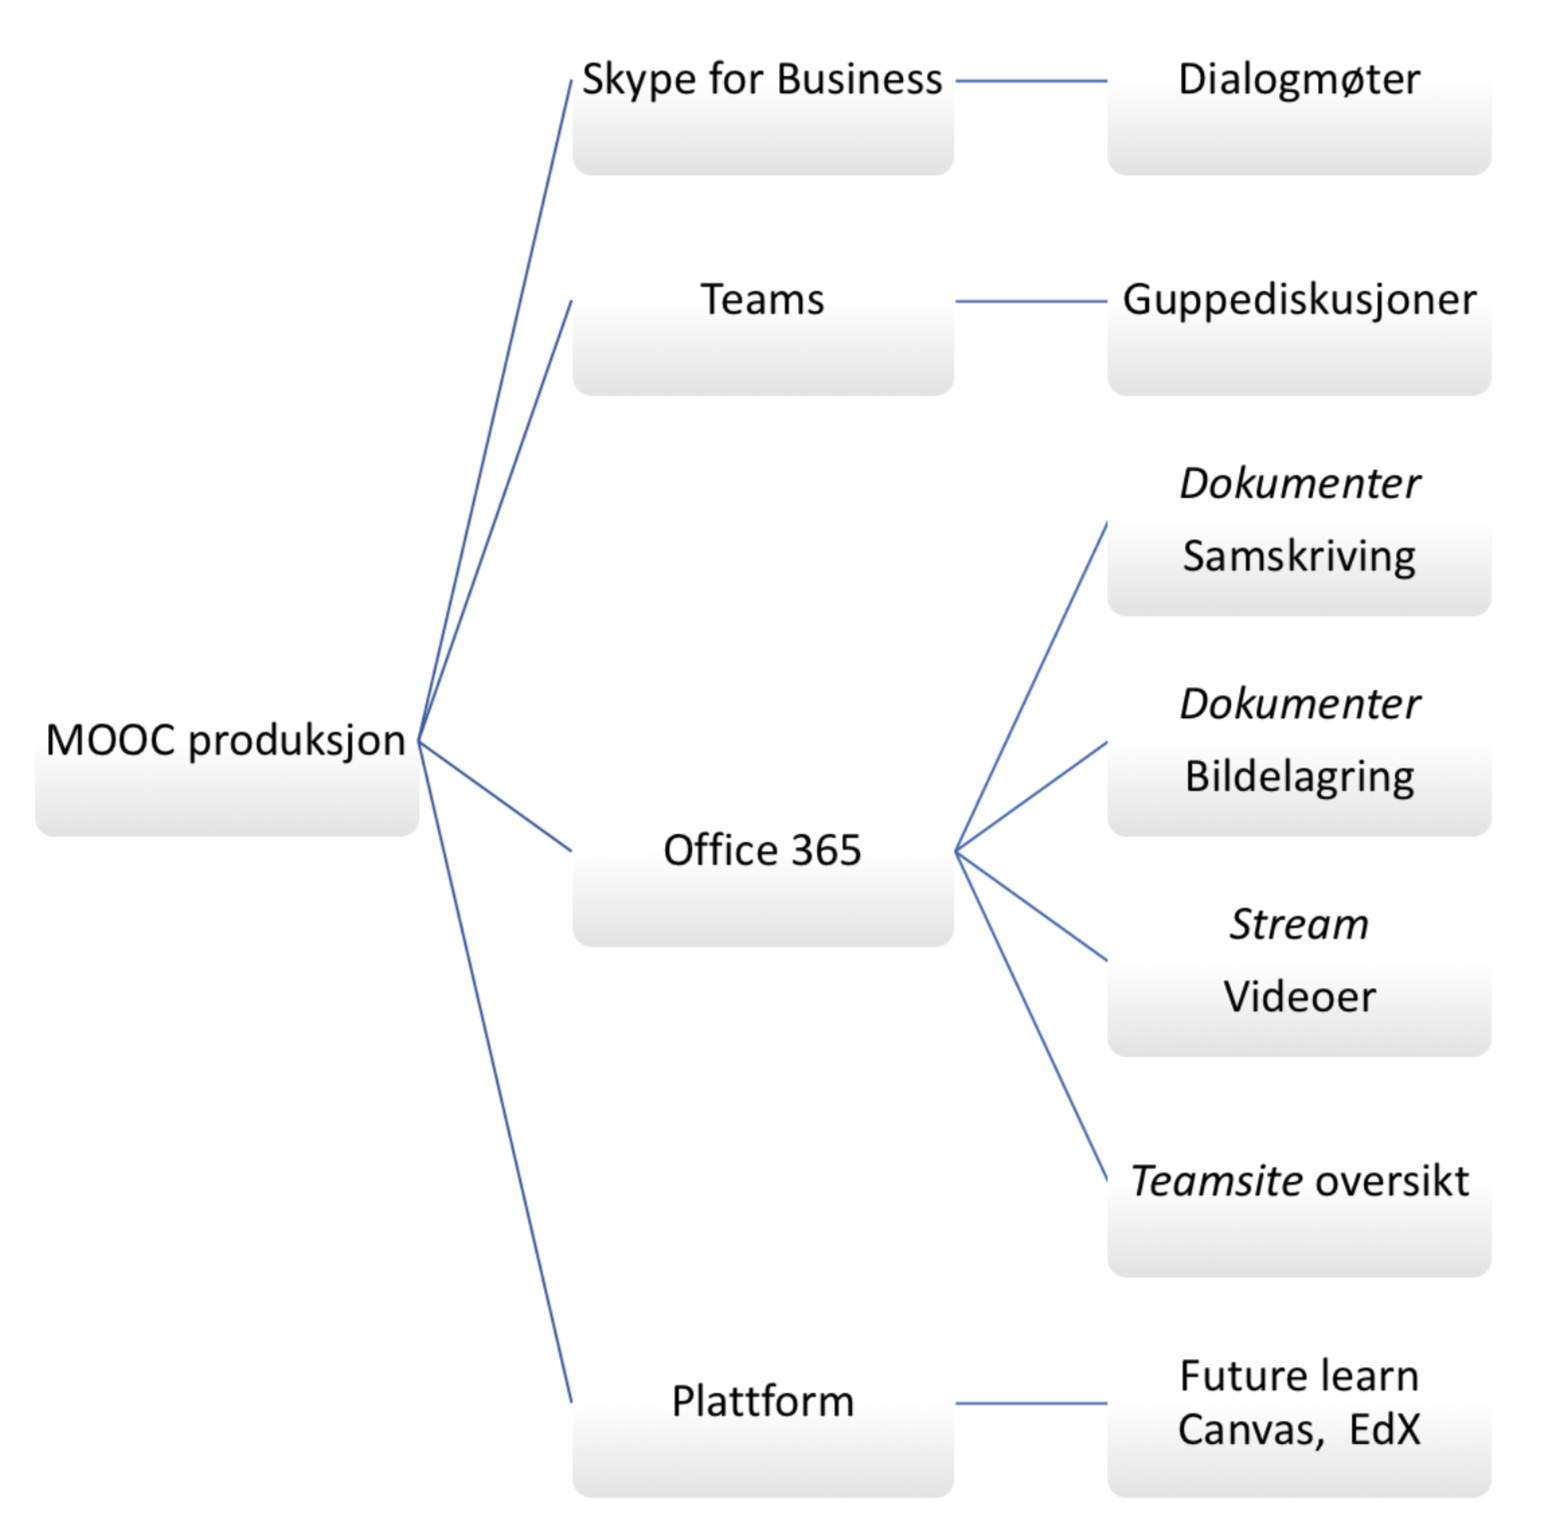 Skype for Business
Dialogmøter
Teams
Guppediskusjoner
Dokumenter
Samskriving
Dokumenter
Bildelagring
MOOC produksjon
Office 365
Stream
Videoer
Teamsite oversikt
Plattform
Future learn
Canvas, EdX